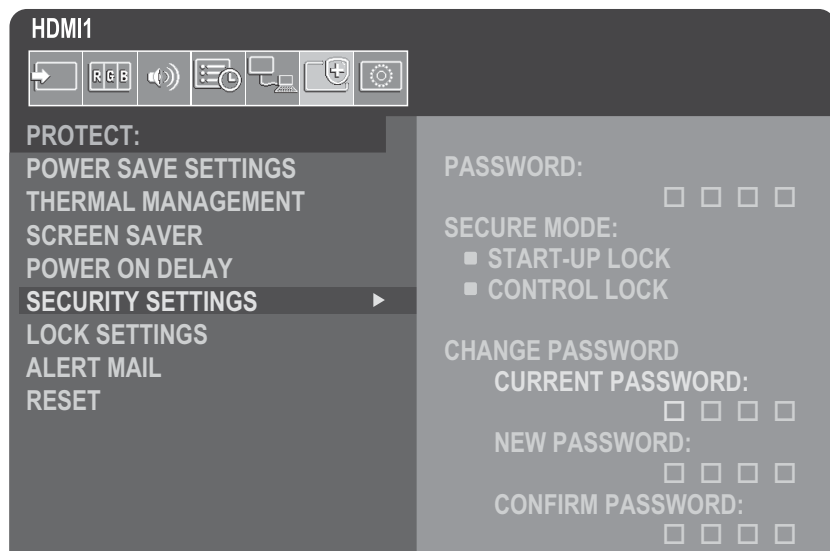 HDMI1
RGB
PROTECT:
POWER SAVE SETTINGS
THERMAL MANAGEMENT
SCREEN SAVER
POWER ON DELAY
SECURITY SETTINGS
LOCK SETTINGS
ALERT MAIL
RESET
PASSWORD:
SECURE MODE:
START-UP LOCK
CONTROL LOCK
CHANGE PASSWORD
CURRENT PASSWORD:
NEW PASSWORD:
CONFIRM PASSWORD: